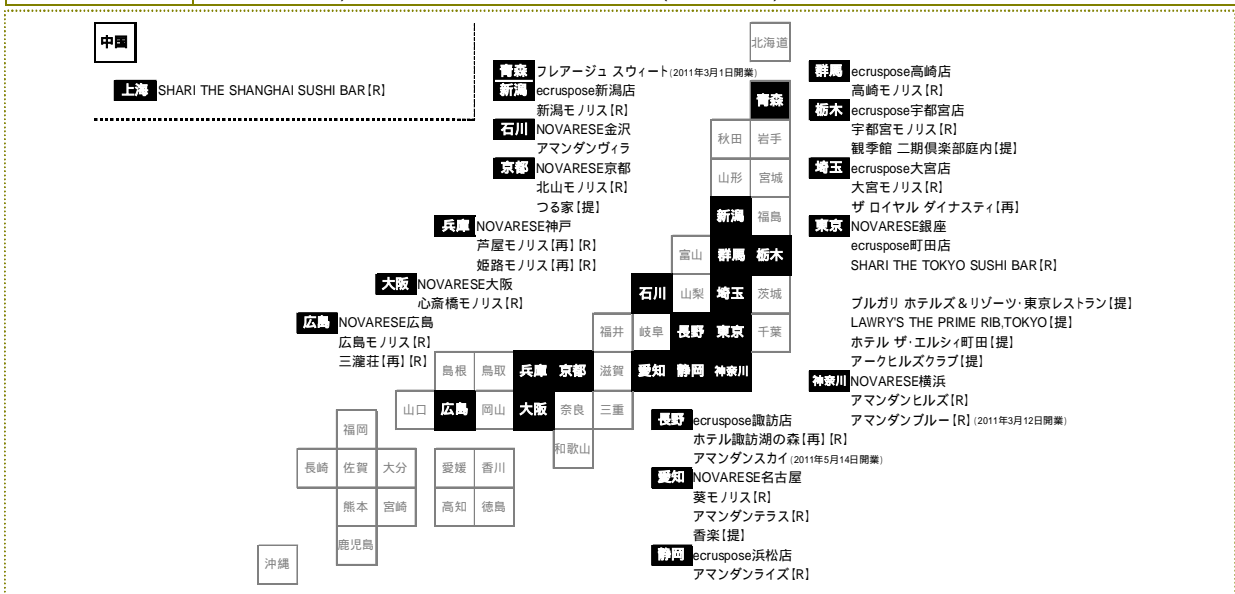 中国
上海 SHARI THE SHANGHAI SUSHI BAR【R】
青森 フレアージュ スウィート(2011年3月1日開業)
新潟 ecruspose新潟店
新潟モノリス【R】
石川 NOVARESE金沢
アマンダンヴィラ
京都 NOVARESE京都
北山モノリス【R】
つる家【提】
兵庫 NOVARESE神戸
芦屋モノリス【再】【R】
姫路モノリス【再】【R】
大阪 NOVARESE大阪
心斎橋モノリス【R】
広島 NOVARESE広島
広島モノリス【R】
三瀧荘【再】【R】
群馬 ecruspose高崎店
高崎モノリス【R】
栃木 ecruspose宇都宮店
宇都宮モノリス【R】
観季館 二期倶楽部庭内【提】
埼玉 ecruspose大宮店
大宮モノリス【R】
ザ ロイヤル ダイナスティ【再】
東京 NOVARESE銀座
ecruspose町田店
SHARI THE TOKYO SUSHI BAR【R】
ブルガリ ホテルズ&リゾーツ・東京レストラン【提】
LAWRY'S THE PRIME RIB,TOKYO【提】
ホテル ザ・エルシィ町田【提】
アークヒルズクラブ【提】
神奈川 NOVARESE横浜
アマンダンヒルズ【R】
アマンダンブルー【R】(2011年3月12日開業)
長野 ecruspose諏訪店
ホテル諏訪湖の森【再】【R】
アマンダンスカイ(2011年5月14日開業)
愛知 NOVARESE名古屋
葵モノリス【R】
アマンダンテラス【R】
香楽【提】
静岡 ecruspose浜松店
アマンダンライズ【R】
北海道
青森
秋田 岩手
山形 宮城
新潟 福島
富山 群馬 栃木
石川 山梨 埼玉 茨城
福井 岐阜 長野 東京 千葉
島根 鳥取 兵庫 京都 滋賀 愛知 静岡 神奈川
山口 広島 岡山 大阪 奈良 三重
福岡 和歌山
長崎 佐賀 大分 愛媛 香川
熊本 宮崎 高知 徳島
鹿児島
沖縄